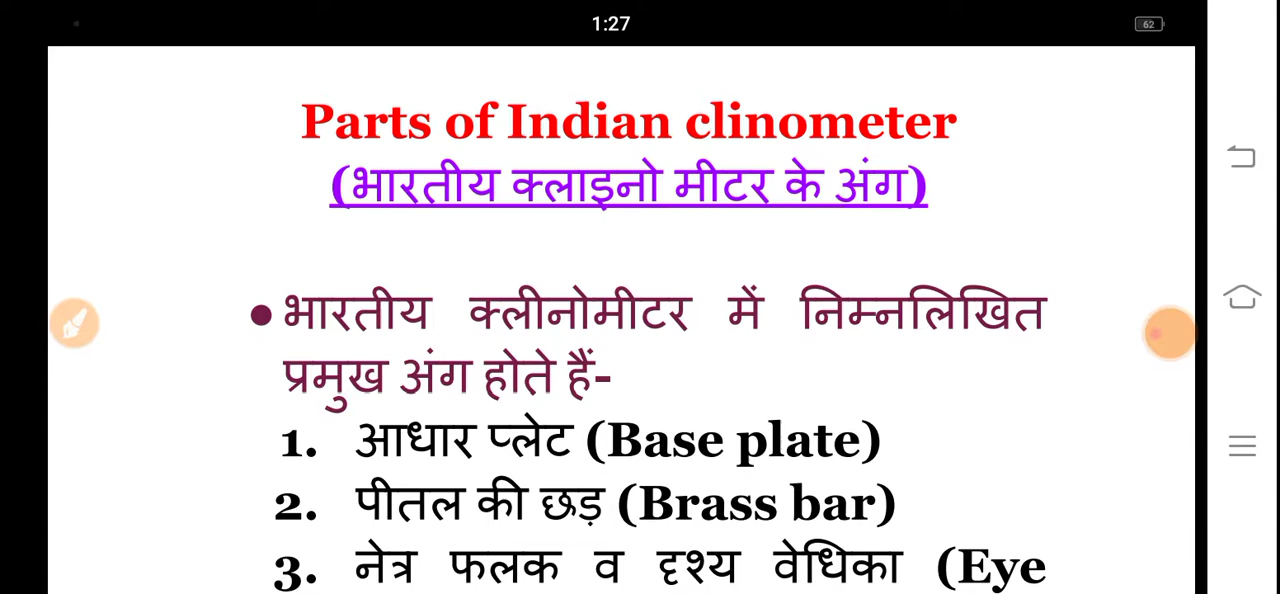 1:27
62
Parts of Indian clinometer
(भारतीय क्लाइनो मीटर के अंग)
●भारतीय क्लीनोमीटर में निम्नलिखित
प्रमुख अंग होते हैं-
1. आधार प्लेट (Base plate)
2. पीतल की छड़ (Brass bar)
3. नेत्र फलक व दृश्य वेधिका (Eye